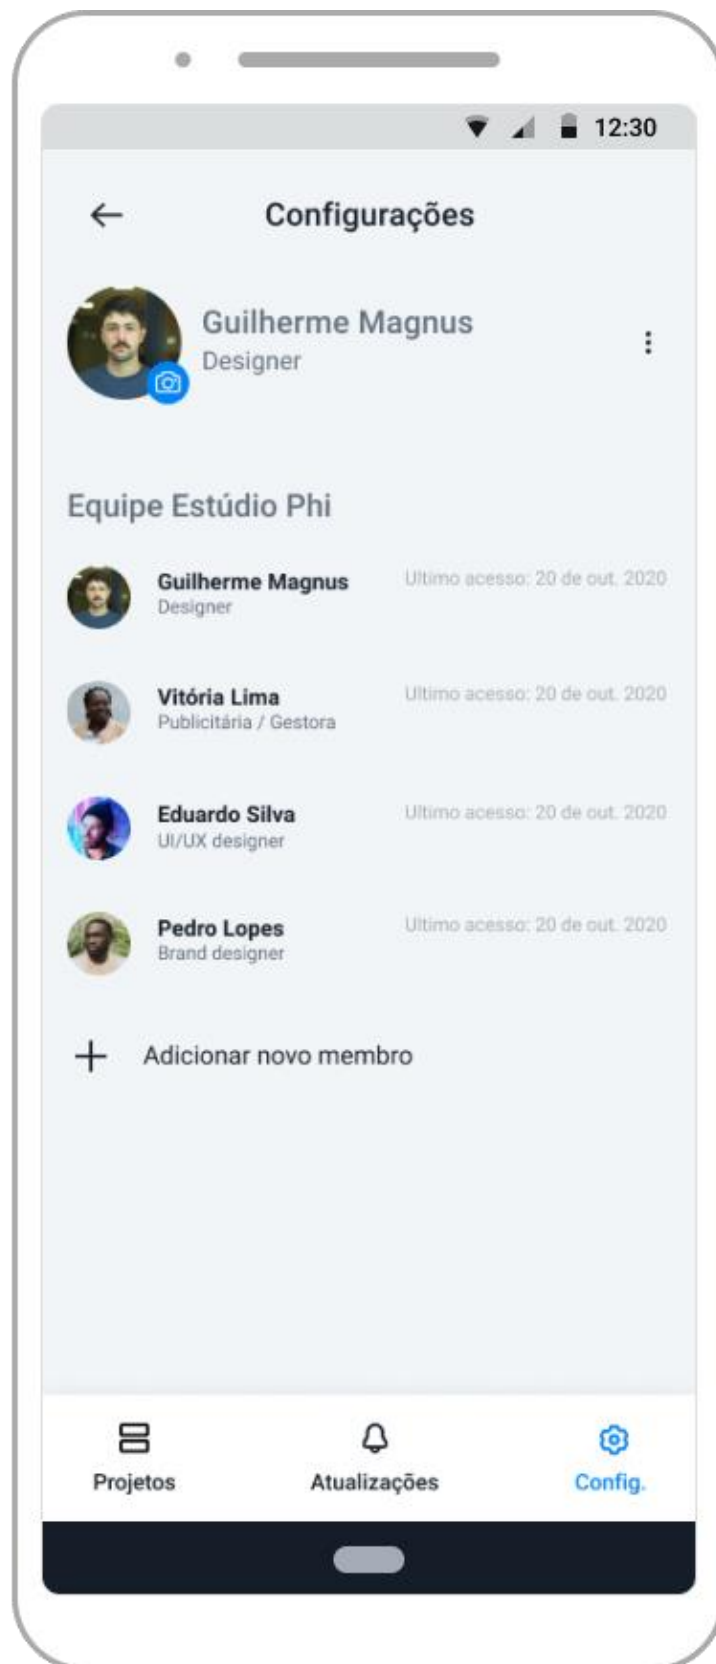 12:30
Configurações
Guilherme Magnus
Designer
Equipe Estúdio Phi
Guilherme Magnus
Ultimo acesso: 20 de out. 2020
Designer
Vitória Lima
Ultimo acesso: 20 de out. 2020
Publicitária / Gestora
Eduardo Silva
Ultimo acesso: 20 de out. 2020
UI/UX designer
Pedro Lopes
Ultimo acesso: 20 de out. 2020
Brand designer
Adicionar novo membro
Projetos
Atualizações
Config.